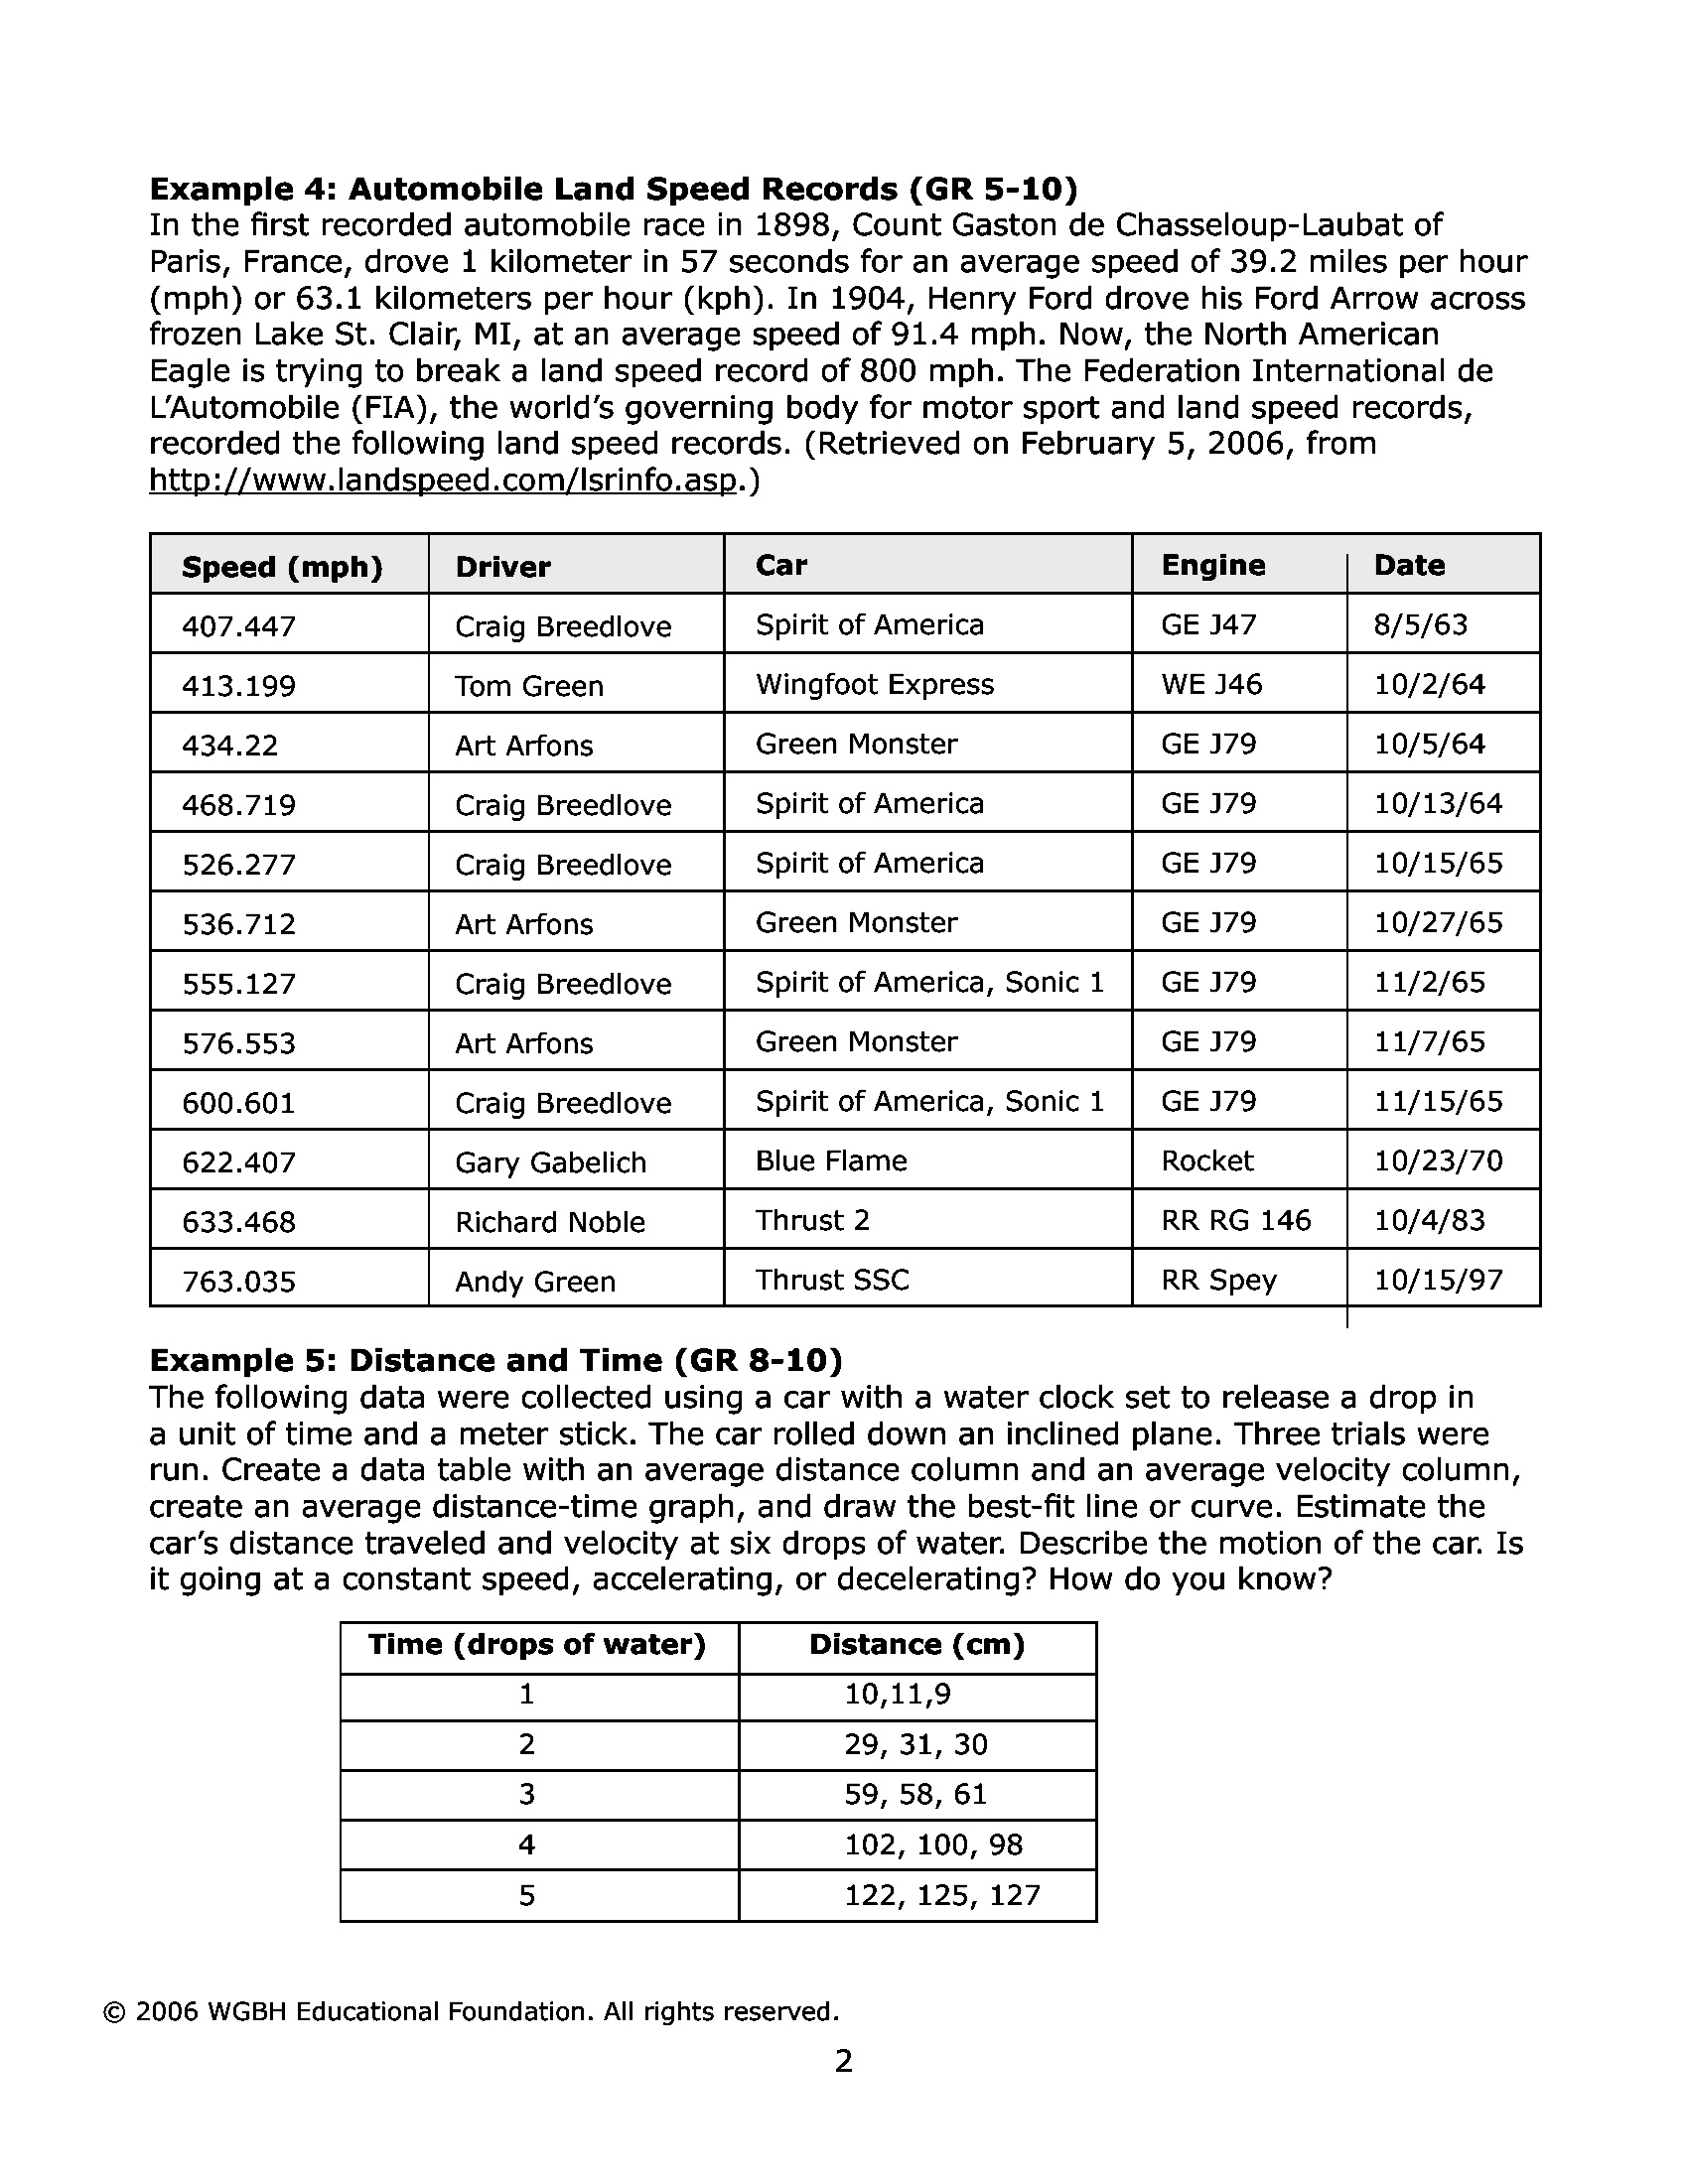 Example 4: Automobile Land Speed Records (GR 5-10)
In the first recorded automobile race in 1898, Count Gaston de Chasseloup-Laubat of
Paris, France, drove 1 kilometer in 57 seconds for an average speed of 39.2 miles per hour
(mph) or 63.1 kilometers per hour (kph). In 1904, Henry Ford drove his Ford Arrow across
frozen Lake St. Clair, MI, at an average speed of 91.4 mph. Now, the North American
Eagle is trying to break a land speed record of 800 mph. The Federation International de
L’Automobile (FIA), the world’s governing body for motor sport and land speed records,
recorded the following land speed records. (Retrieved on February 5, 2006, from
http://www.landspeed.com/lsrinfo.asp.)
Speed (mph) Driver Car Engine Date
407.447 Craig Breedlove Spirit of America GE J47 8/5/63
413.199 Tom Green Wingfoot Express WE J46 10/2/64
434.22 Art Arfons Green Monster GE J79 10/5/64
468.719 Craig Breedlove Spirit of America GE J79 10/13/64
526.277 Craig Breedlove Spirit of America GE J79 10/15/65
536.712 Art Arfons Green Monster GE J79 10/27/65
555.127 Craig Breedlove Spirit of America, Sonic 1 GE J79 11/2/65
576.553 Art Arfons Green Monster GE J79 11/7/65
600.601 Craig Breedlove Spirit of America, Sonic 1 GE J79 11/15/65
622.407 Gary Gabelich Blue Flame Rocket 10/23/70
633.468 Richard Noble Thrust 2 RR RG 146 10/4/83
763.035 Andy Green Thrust SSC RR Spey 10/15/97
Example 5: Distance and Time (GR 8-10)
The following data were collected using a car with a water clock set to release a drop in
a unit of time and a meter stick. The car rolled down an inclined plane. Three trials were
run. Create a data table with an average distance column and an average velocity column,
create an average distance-time graph, and draw the best-fit line or curve. Estimate the
car’s distance traveled and velocity at six drops of water. Describe the motion of the car. Is
it going at a constant speed, accelerating, or decelerating? How do you know?
Time (drops of water) Distance (cm)
1 10,11,9
2 29, 31, 30
3 59, 58, 61
4 102, 100, 98
5 122, 125, 127
© 2006 WGBH Educational Foundation. All rights reserved.
2